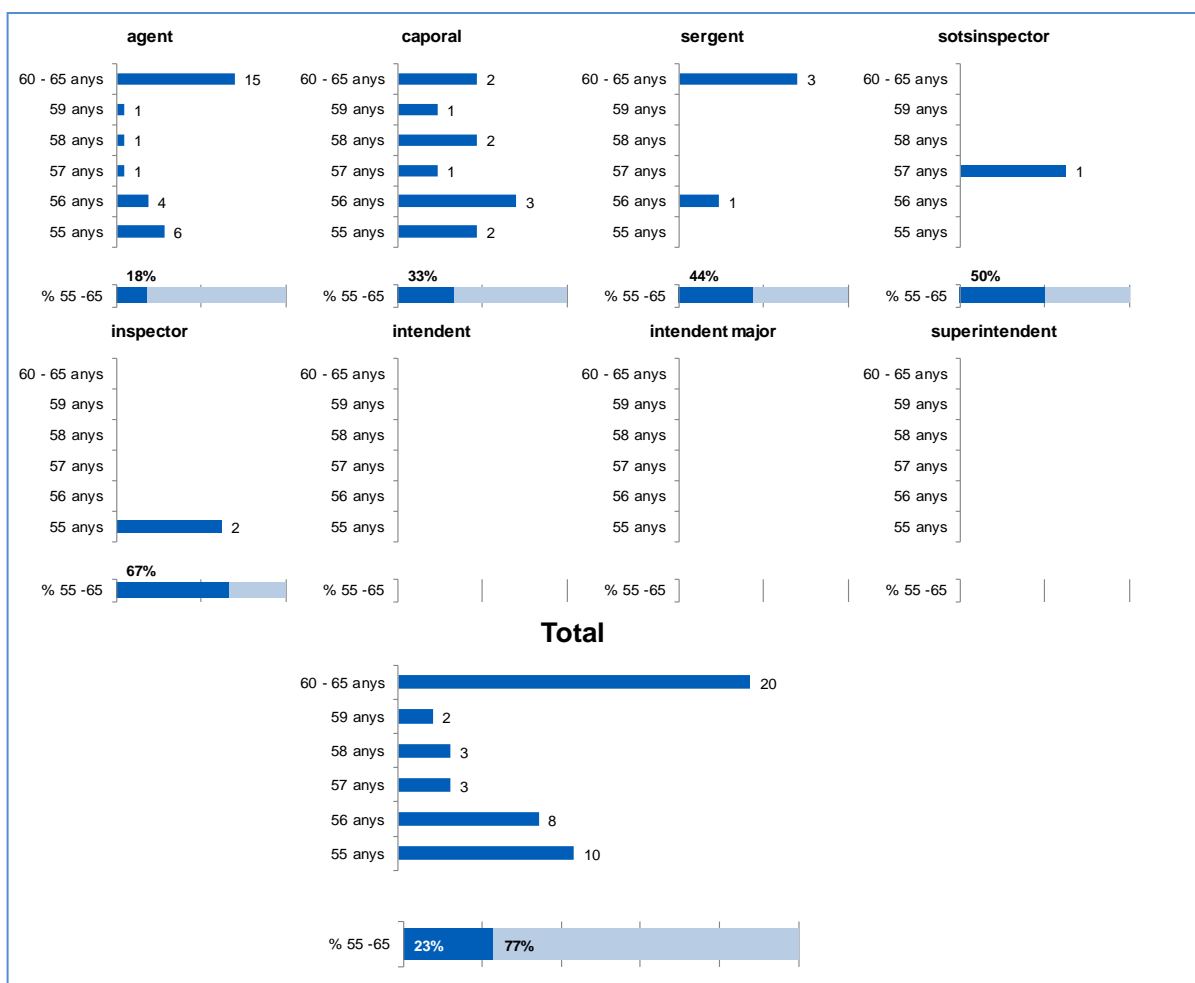 agent
60 - 65 anys 15
59 anys 1
58 anys 1
57 anys 1
56 anys 4
55 anys 6
18%
% 55 -65
caporal
60 - 65 anys 2
59 anys 1
58 anys 2
57 anys 1
56 anys 3
55 anys 2
33%
% 55 -65
sergent
60 - 65 anys 3
59 anys
58 anys
57 anys
56 anys 1
55 anys
44%
% 55 -65
sotsinspector
60 - 65 anys
59 anys
58 anys
57 anys 1
56 anys
55 anys
50%
% 55 -65
inspector
60 - 65 anys
59 anys
58 anys
57 anys
56 anys
55 anys 2
67%
% 55 -65
intendent
60 - 65 anys
59 anys
58 anys
57 anys
56 anys
55 anys
% 55 -65
intendent major
60 - 65 anys
59 anys
58 anys
57 anys
56 anys
55 anys
% 55 -65
superintendent
60 - 65 anys
59 anys
58 anys
57 anys
56 anys
55 anys
% 55 -65
Total
60 - 65 anys 20
59 anys 2
58 anys 3
57 anys 3
56 anys 8
55 anys 10
% 55 -65 23% 77%